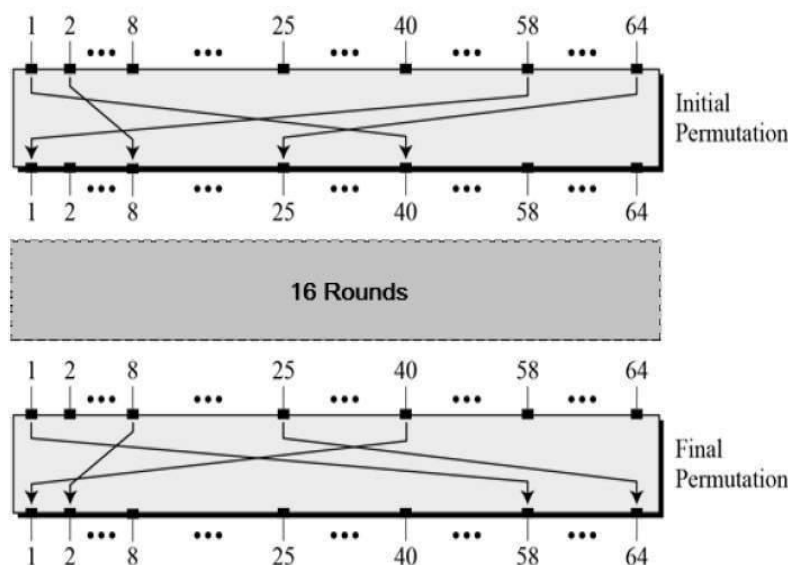 1 2 8 25 40 58 64
••• ••• ••• ••• •••
Initial
Permutation
••• ••• ••• ••• •••
1 2 8 25 40 58 64
16 Rounds
1 2 8 25 40 58 64
••• ••• ••• ••• •••
Final
Permutation
••• ••• ••• ••• •••
1 2 8 25 40 58 64